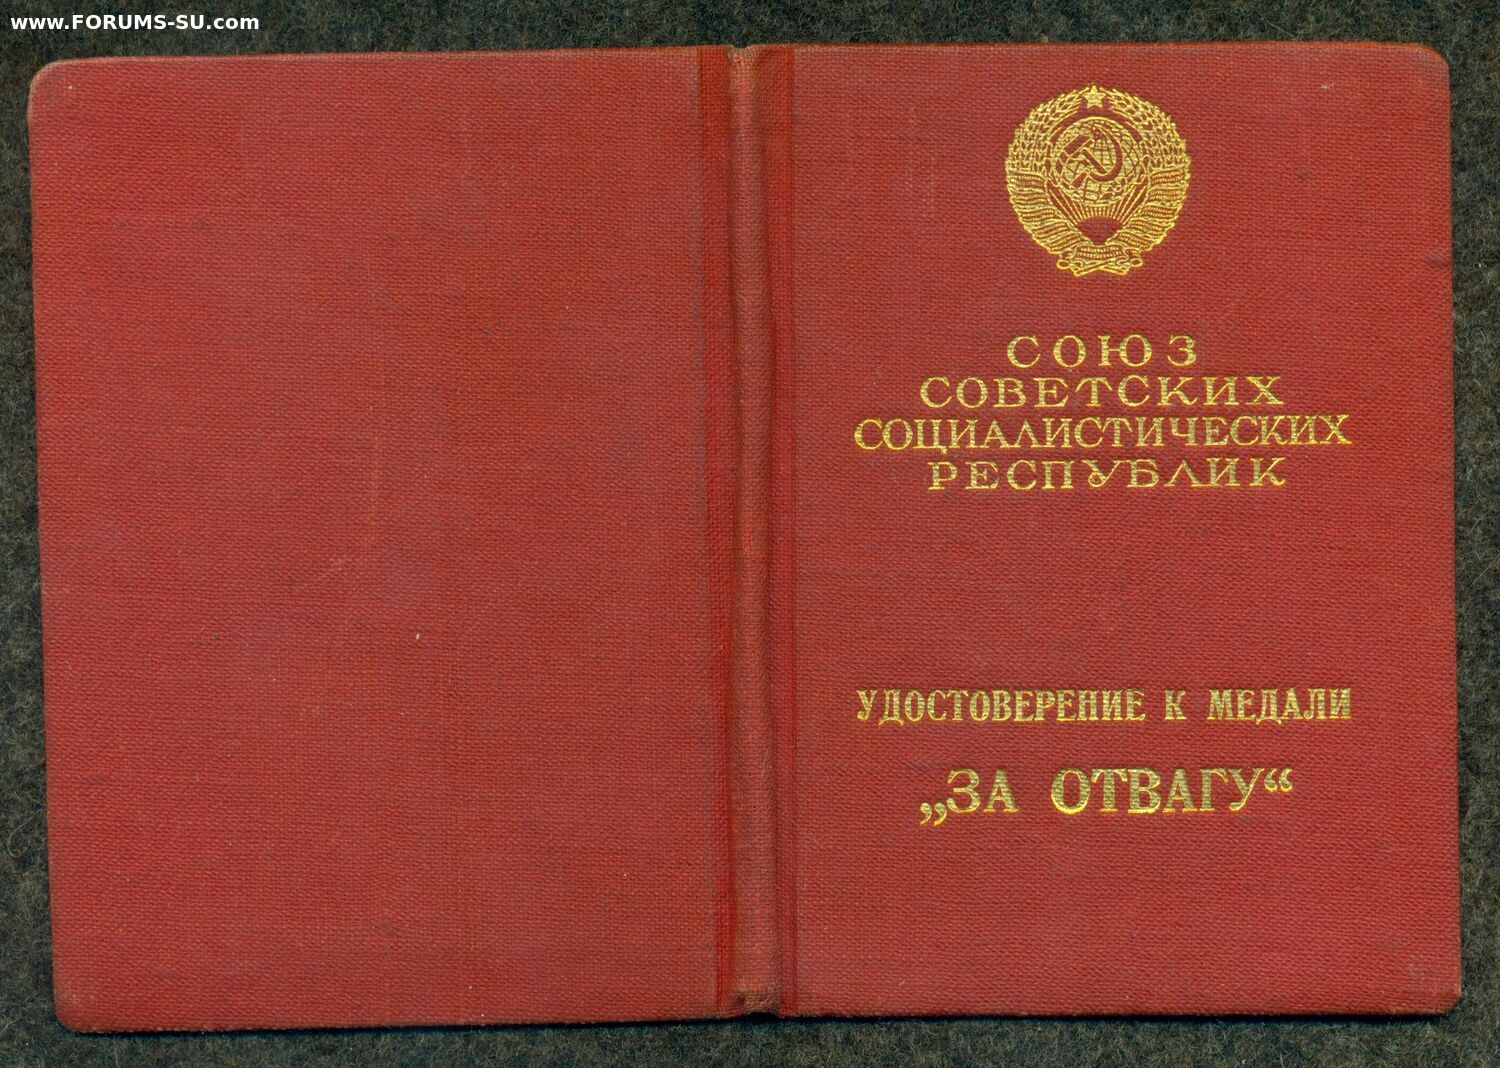 www.FORUMS-SU.com
СОЮЗ
СОВЕТСКИХ
СОЦИАЛИСТИЧЕСКИХ
РЕСПУБЛИК
УДОСТОВЕРЕНИЕ К МЕДАЛИ
„ЗА ОТВАГУ“